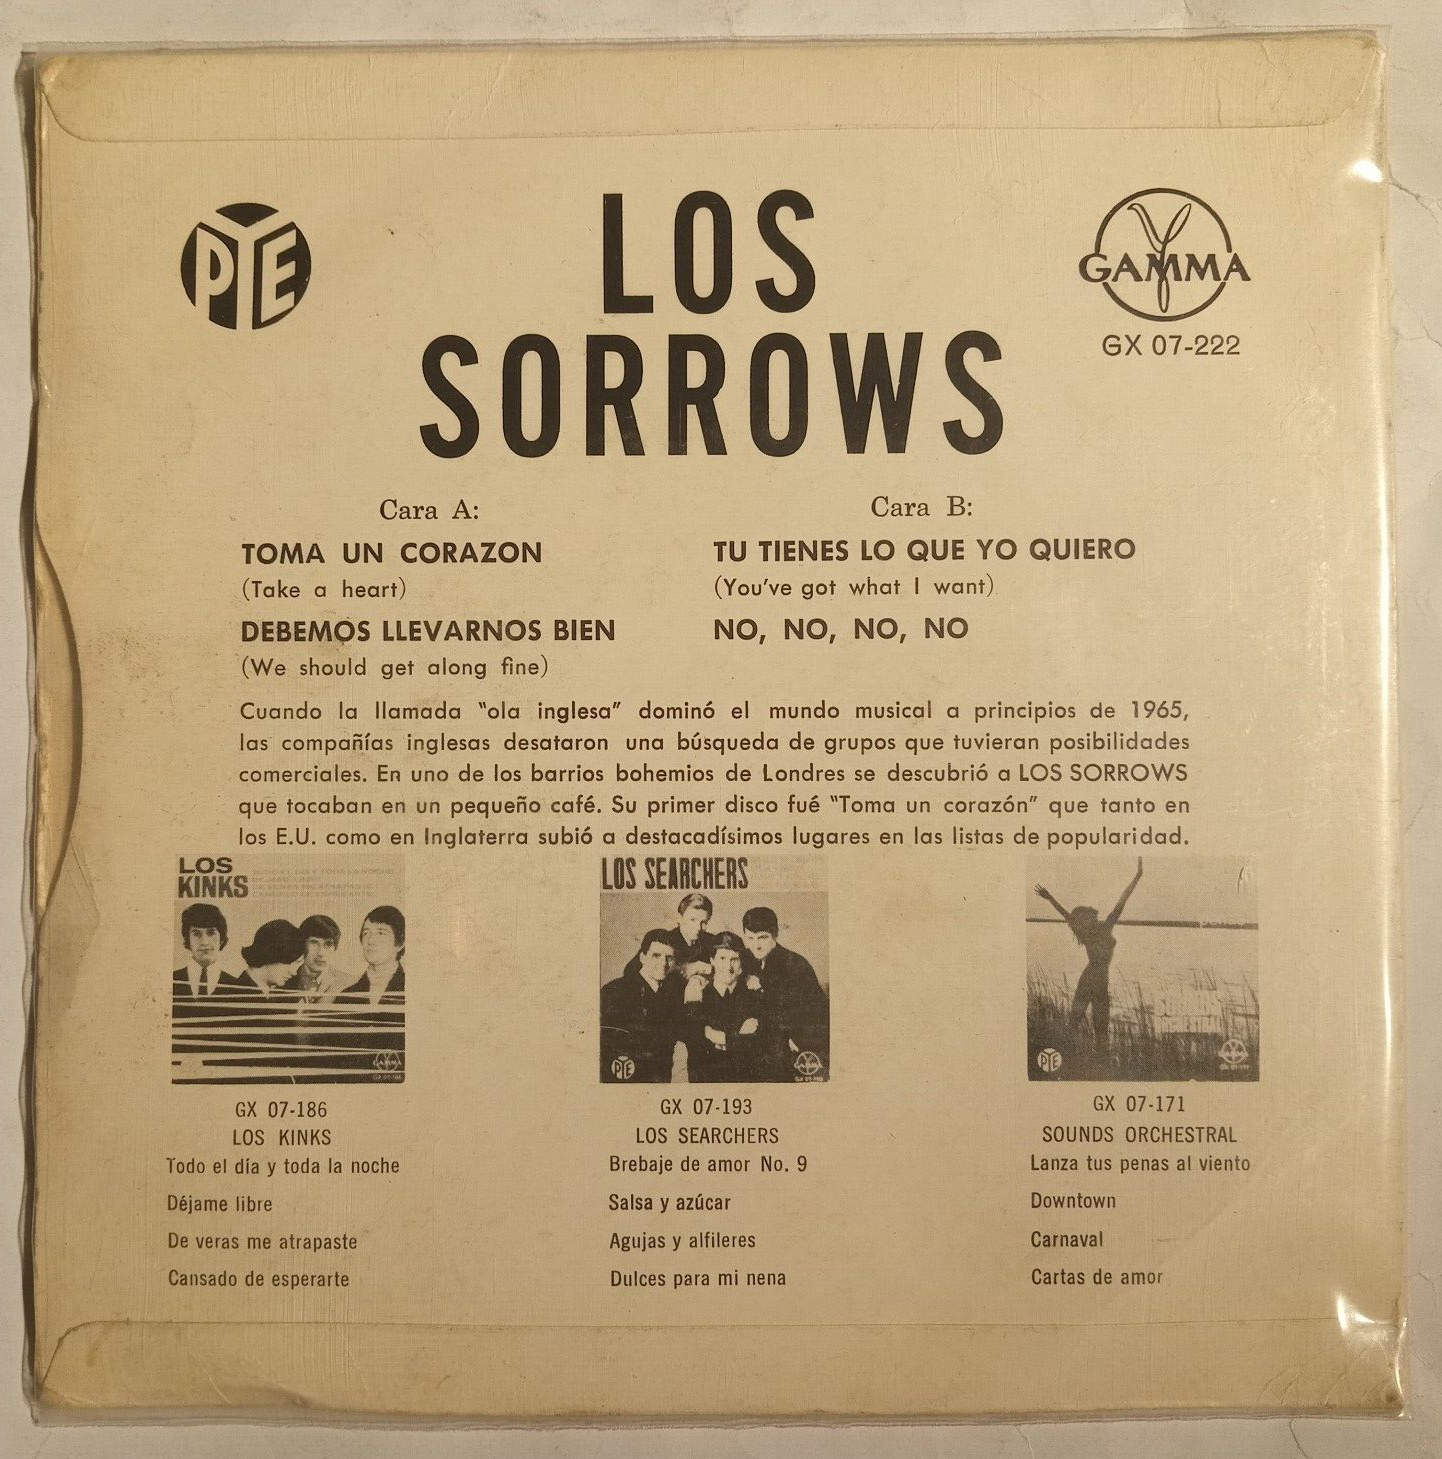 PYE
LOS
SORROWS
GAMMA
GX 07-222
Cara A:
TOMA UN CORAZON
(Take a heart)
DEBEMOS LLEVARNOS BIEN
(We should get along fine)
Cara B:
TU TIENES LO QUE YO QUIERO
(You've got what I want)
NO, NO, NO, NO
Cuando la llamada "ola inglesa" dominó el mundo musical a principios de 1965,
las compañías inglesas desataron una búsqueda de grupos que tuvieran posibilidades
comerciales. En uno de los barrios bohemios de Londres se descubrió a LOS SORROWS
que tocaban en un pequeño café. Su primer disco fué "Toma un corazón" que tanto en
los E.U. como en Inglaterra subió a destacadísimos lugares en las listas de popularidad.
LOS
KINKS
GAMMA
GX 07-186
LOS KINKS
Todo el día y toda la noche
Déjame libre
De veras me atrapaste
Cansado de esperarte
LOS SEARCHERS
PYE
GAMMA
GX 07-193
LOS SEARCHERS
Brebaje de amor No. 9
Salsa y azúcar
Agujas y alfileres
Dulces para mi nena
PYE
GAMMA
GX 07-171
SOUNDS ORCHESTRAL
Lanza tus penas al viento
Downtown
Carnaval
Cartas de amor